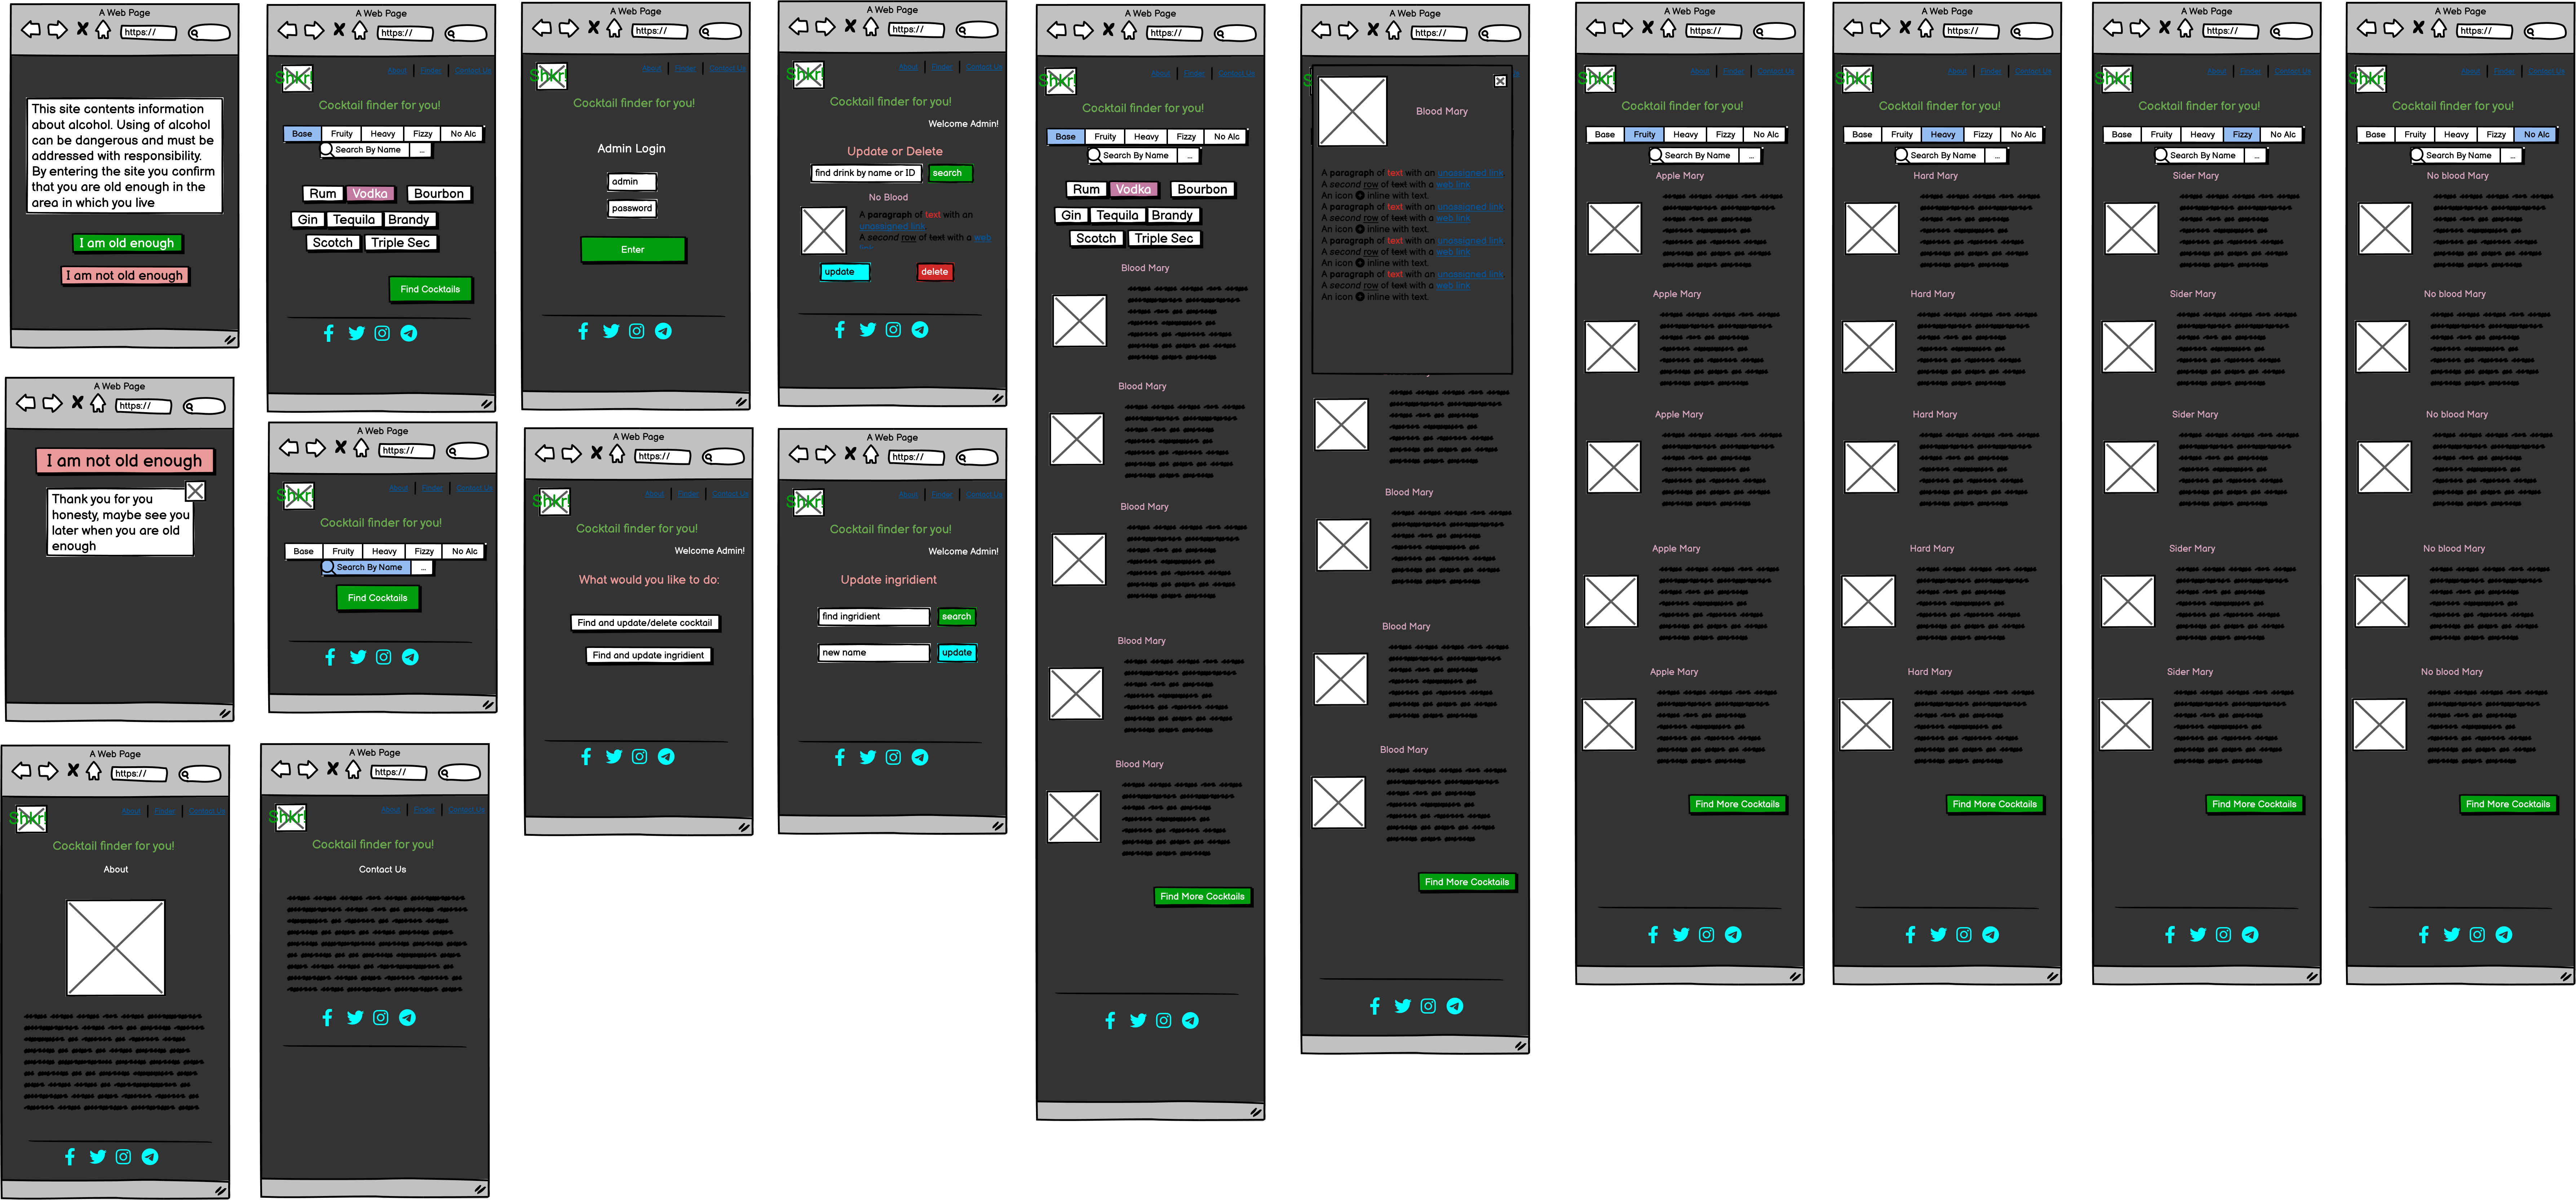 A Web Page
https://
This site contents information
about alcohol. Using of alcohol
can be dangerous and must be
addressed with responsibility.
By entering the site you confirm
that you are old enough in the
area in which you live
I am old enough
I am not old enough
A Web Page
https://
I am not old enough
Thank you for you
honesty, maybe see you
later when you are old
enough
A Web Page
https://
Shkr!
About Finder Contact Us
Cocktail finder for you!
About
A Web Page
https://
Shkr!
About Finder Contact Us
Cocktail finder for you!
Base Fruity Heavy Fizzy No Alc
Search By Name ...
Rum Vodka Bourbon
Gin Tequila Brandy
Scotch Triple Sec
Find Cocktails
A Web Page
https://
Shkr!
About Finder Contact Us
Cocktail finder for you!
Base Fruity Heavy Fizzy No Alc
Search By Name ...
Find Cocktails
A Web Page
https://
Shkr!
About Finder Contact Us
Cocktail finder for you!
Contact Us
A Web Page
https://
Shkr!
About Finder Contact Us
Cocktail finder for you!
Admin Login
admin
password
Enter
A Web Page
https://
Shkr!
About Finder Contact Us
Cocktail finder for you!
Welcome Admin!
What would you like to do:
Find and update/delete cocktail
Find and update ingridient
A Web Page
https://
Shkr!
About Finder Contact Us
Cocktail finder for you!
Welcome Admin!
Update or Delete
find drink by name or ID search
No Blood
A paragraph of text with an
unassigned link.
A second row of text with a web
update delete
A Web Page
https://
Shkr!
About Finder Contact Us
Cocktail finder for you!
Welcome Admin!
Update ingridient
find ingridient search
new name update
A Web Page
https://
Shkr!
About Finder Contact Us
Cocktail finder for you!
Base Fruity Heavy Fizzy No Alc
Search By Name ...
Rum Vodka Bourbon
Gin Tequila Brandy
Scotch Triple Sec
Blood Mary
Blood Mary
Blood Mary
Blood Mary
Blood Mary
Find More Cocktails
A Web Page
https://
Blood Mary
A paragraph of text with an unassigned link.
A second row of text with a web link
An icon inline with text.
A paragraph of text with an unassigned link.
A second row of text with a web link
An icon inline with text.
A paragraph of text with an unassigned link.
A second row of text with a web link
An icon inline with text.
A paragraph of text with an unassigned link.
A second row of text with a web link
An icon inline with text.
Blood Mary
Blood Mary
Blood Mary
Find More Cocktails
A Web Page
https://
Shkr!
About Finder Contact Us
Cocktail finder for you!
Base Fruity Heavy Fizzy No Alc
Search By Name ...
Apple Mary
Apple Mary
Apple Mary
Apple Mary
Apple Mary
Find More Cocktails
A Web Page
https://
Shkr!
About Finder Contact Us
Cocktail finder for you!
Base Fruity Heavy Fizzy No Alc
Search By Name ...
Hard Mary
Hard Mary
Hard Mary
Hard Mary
Hard Mary
Find More Cocktails
A Web Page
https://
Shkr!
About Finder Contact Us
Cocktail finder for you!
Base Fruity Heavy Fizzy No Alc
Search By Name ...
Sider Mary
Sider Mary
Sider Mary
Sider Mary
Sider Mary
Find More Cocktails
A Web Page
https://
Shkr!
About Finder Contact Us
Cocktail finder for you!
Base Fruity Heavy Fizzy No Alc
Search By Name ...
No blood Mary
No blood Mary
No blood Mary
No blood Mary
No blood Mary
Find More Cocktails